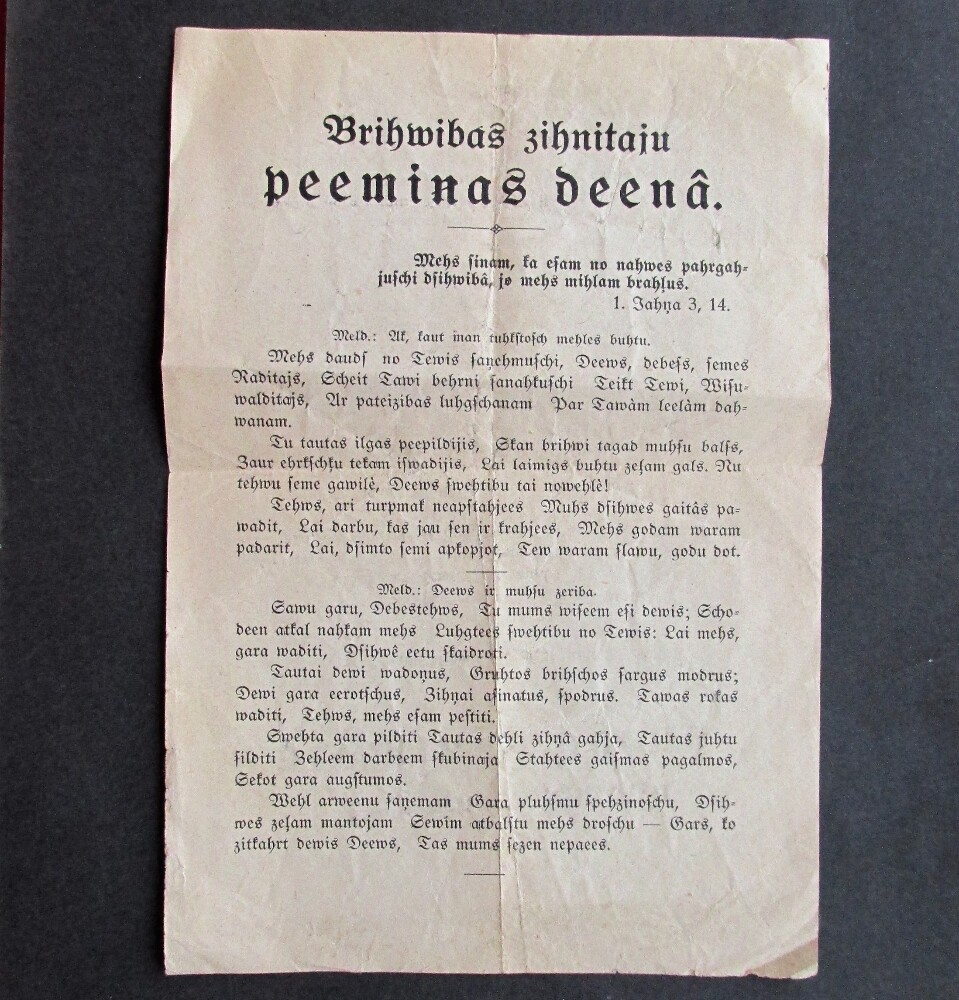 Brihwibas zihnitaju
peemiņas deenâ.
Mehs ſinam, ka eſam no nahwes pahrgah-
juſchi dſihwibâ, jo mehs mihlam brahļus.
1. Jahņa 3, 14.
Meld.: Ak, kaut man tuhkſtoſch mehles buhtu.
Mehs daudſ no Tewis ſaņehmuſchi, Deews, debeſs, ſemes
Raditajs, Scheit Tawi behrni ſanahkuſchi Teikt Tewi, Wiſu-
walditajs, Ar pateizibas luhgſchanam Par Tawàm leelàm dah-
wanam.
Tu tautas ilgas peepildijis, Skan brihwi tagad muhſu balſs,
Zaur ehrkſchķu tekam iſwadijis, Lai laimigs buhtu zeļam gals. Nu
tehwu ſeme gawilè, Deews ſwehtibu tai nowehlè!
Tehws, ari turpmak neapſtahjees Muhs dſihwes gaitâs pa-
wadit, Lai darbu, kas jau ſen ir krahjees, Mehs godam waram
padarit, Lai, dſimto ſemi apkopjot, Tew waram ſlawu, godu dot.
Meld.: Deews ir muhſu zeriba.
Sawu garu, Debestehws, Tu mums wiſeem eſi dewis; Scho-
deen atkal nahkam mehs Luhgtees ſwehtibu no Tewis: Lai mehs,
gara waditi, Dſihwê eetu ſkaidroti.
Tautai dewi wadoņus, Gruhtos brihſchos ſargus modrus;
Dewi gara eerotſchus, Zihņai aſinatus, ſpodrus. Tawas rokas
waditi, Tehws, mehs eſam peſtiti.
Swehta gara pilditi Tautas dehli zihņâ gahja, Tautas juhtu
ſilditi Zehleem darbeem ſkubinaja Stahtees gaiſmas pagalmos,
Sekot gara augſtumos.
Wehl arweenu ſaņemam Gara pluhſmu ſpehzinoſchu, Dſih-
wes zeļam mantojam Sewim atbalſtu mehs droſchu — Gars, ko
zitkahrt dewis Deews, Tas mums ſezen nepaees.